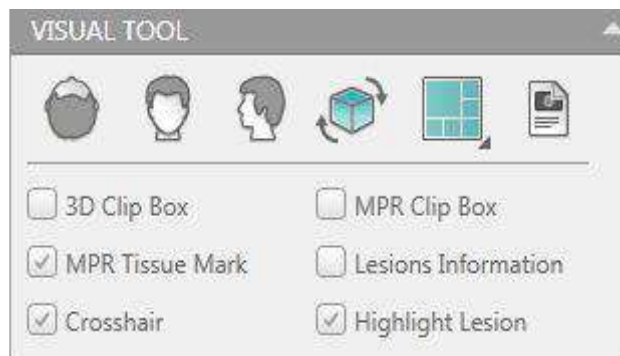 VISUAL TOOL
3D Clip Box
MPR Clip Box
MPR Tissue Mark
Lesions Information
Crosshair
Highlight Lesion